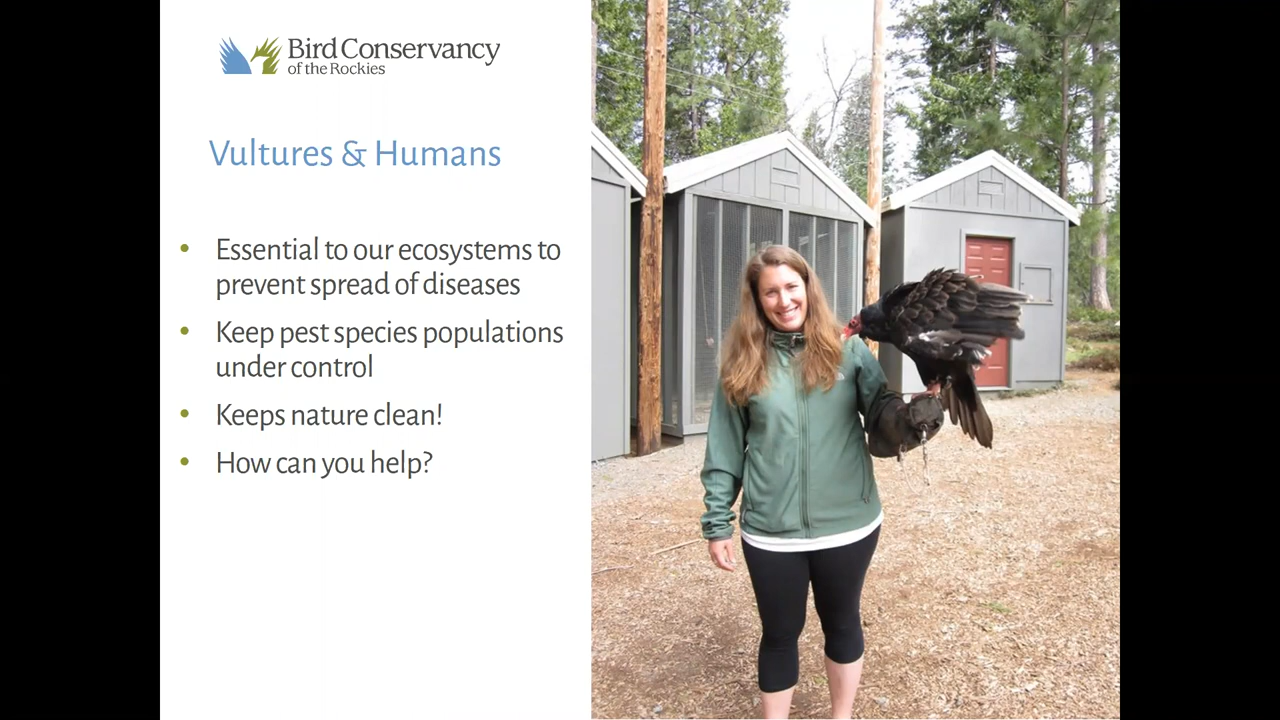 Bird Conservancy
of the Rockies
Vultures & Humans
• Essential to our ecosystems to
prevent spread of diseases
• Keep pest species populations
under control
• Keeps nature clean!
• How can you help?